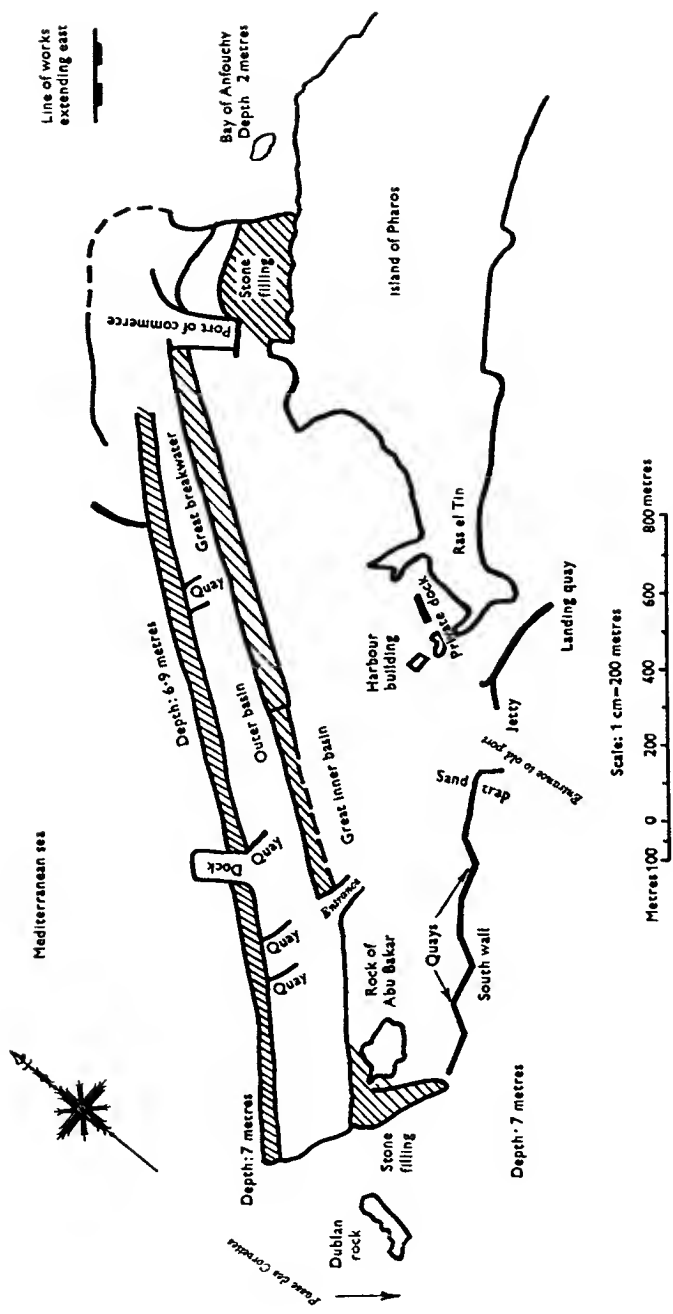 Mediterranean sea
Line of works
extending east
Bay of Anfouchy
Depth 2 metres
Port of commerce
Stone
filling
Great breakwater
Quay
Depth: 6·9 metres
Outer basin
Great inner basin
Island of Pharos
Ras el Tin
Private dock
Harbour
building
Landing quay
Jetty
Entrance to old port
Sand
trap
Dock
Quay
Quay
Quay
Entrance
Rock of
Abu Bakar
Quays
South wall
Depth: 7 metres
Stone
filling
Depth· 7 metres
Dublan
rock
Passe des Corvettes
Metres 100 0 200 400 600 800 metres
Scale: 1 cm—200 metres